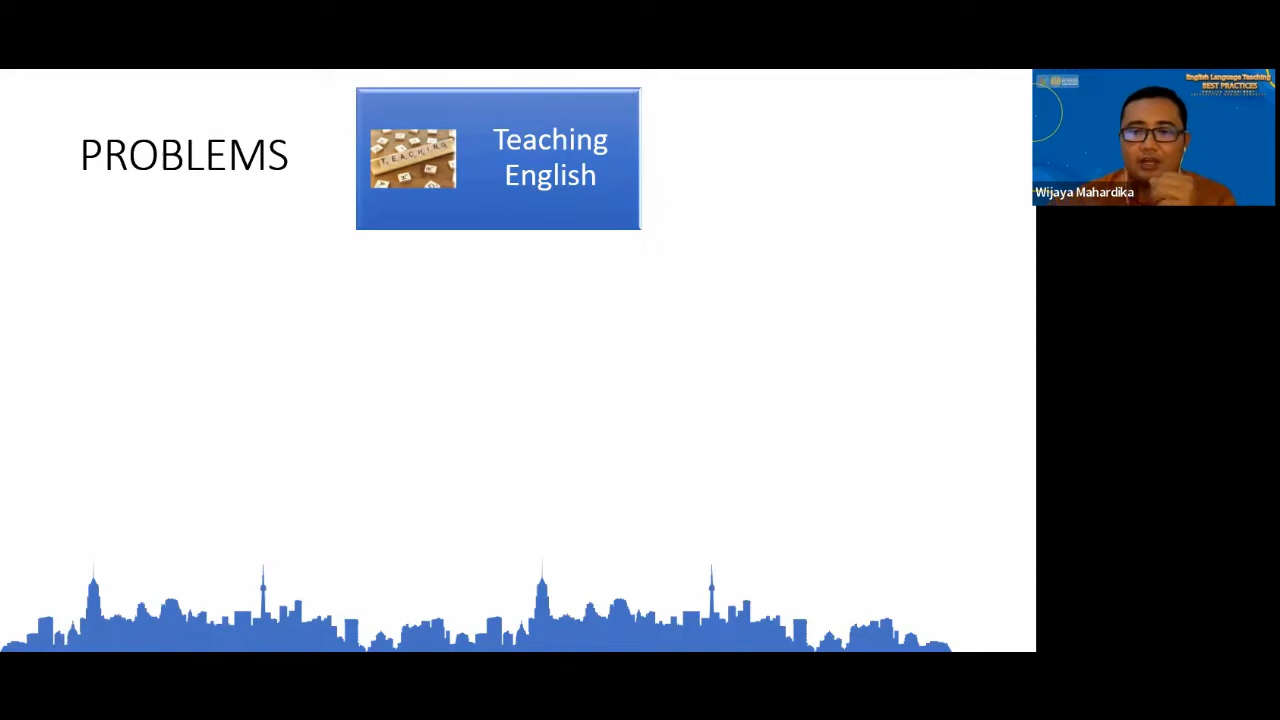 PROBLEMS
TEACHING
Teaching
English
English Language Teaching
BEST PRACTICES
Wijaya Mahardika